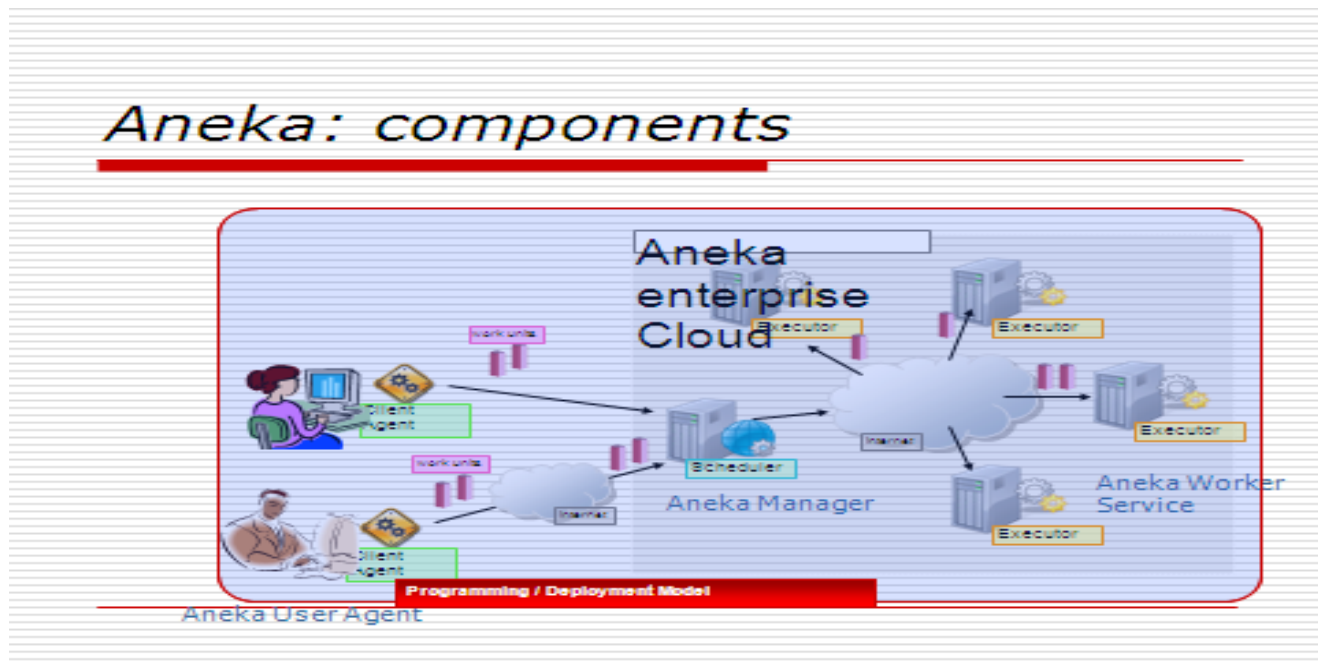 Aneka: components
Aneka
enterprise
Cloud
Executor
Executor
work units
Client
Agent
Executor
Internet
work units
Scheduler
Aneka Manager
Aneka Worker
Service
Internet
Executor
Client
Agent
Programming / Deployment Model
Aneka User Agent